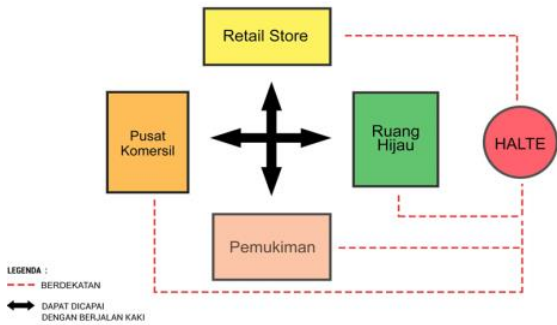 Retail Store
Pusat
Komersil
Ruang
Hijau
HALTE
Pemukiman
LEGENDA :
BERDEKATAN
DAPAT DICAPAI
DENGAN BERJALAN KAKI